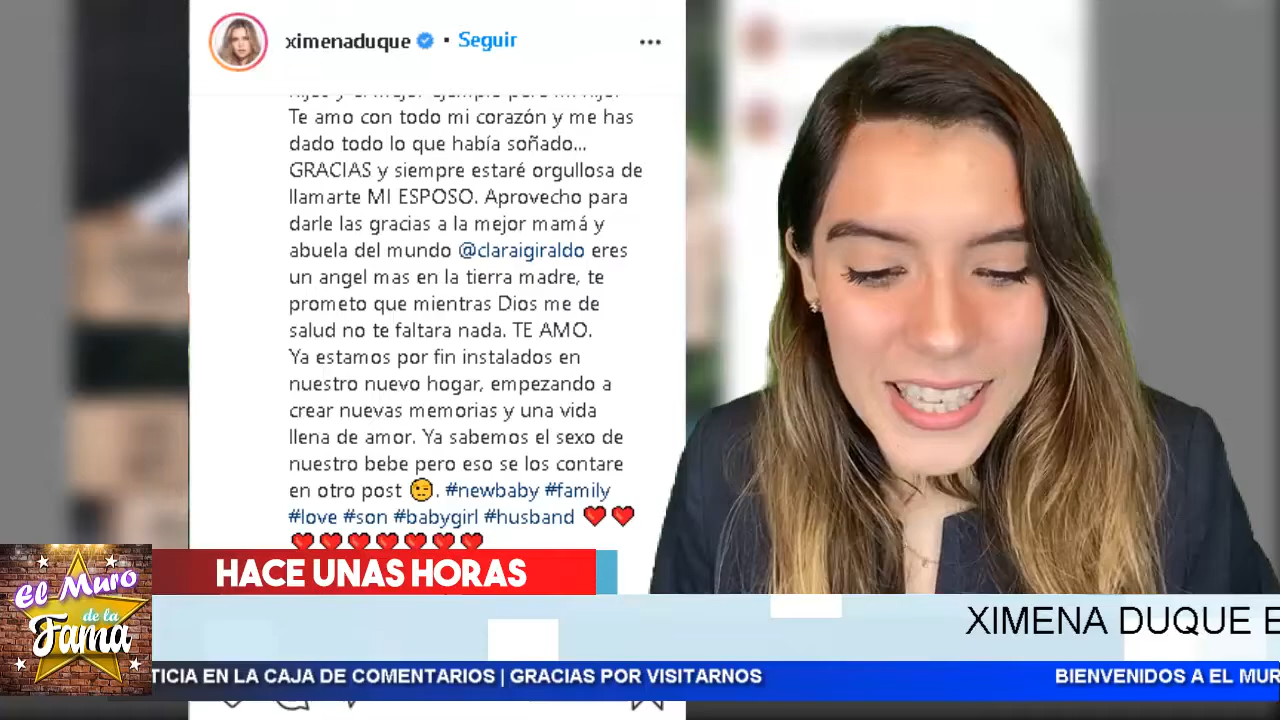 ximenaduque • Seguir
Te amo con todo mi corazón y me has
dado todo lo que había soñado...
GRACIAS y siempre estaré orgullosa de
llamarte MI ESPOSO. Aprovecho para
darle las gracias a la mejor mamá y
abuela del mundo @claraigiraldo eres
un angel mas en la tierra madre, te
prometo que mientras Dios me de
salud no te faltara nada. TE AMO.
Ya estamos por fin instalados en
nuestro nuevo hogar, empezando a
crear nuevas memorias y una vida
llena de amor. Ya sabemos el sexo de
nuestro bebe pero eso se los contare
en otro post 🤨. #newbaby #family
#love #son #babygirl #husband ❤️❤️
❤️❤️❤️❤️❤️❤️❤️
HACE UNAS HORAS
El Muro
de la
Fama
XIMENA DUQUE E
TICIA EN LA CAJA DE COMENTARIOS | GRACIAS POR VISITARNOS
BIENVENIDOS A EL MUR